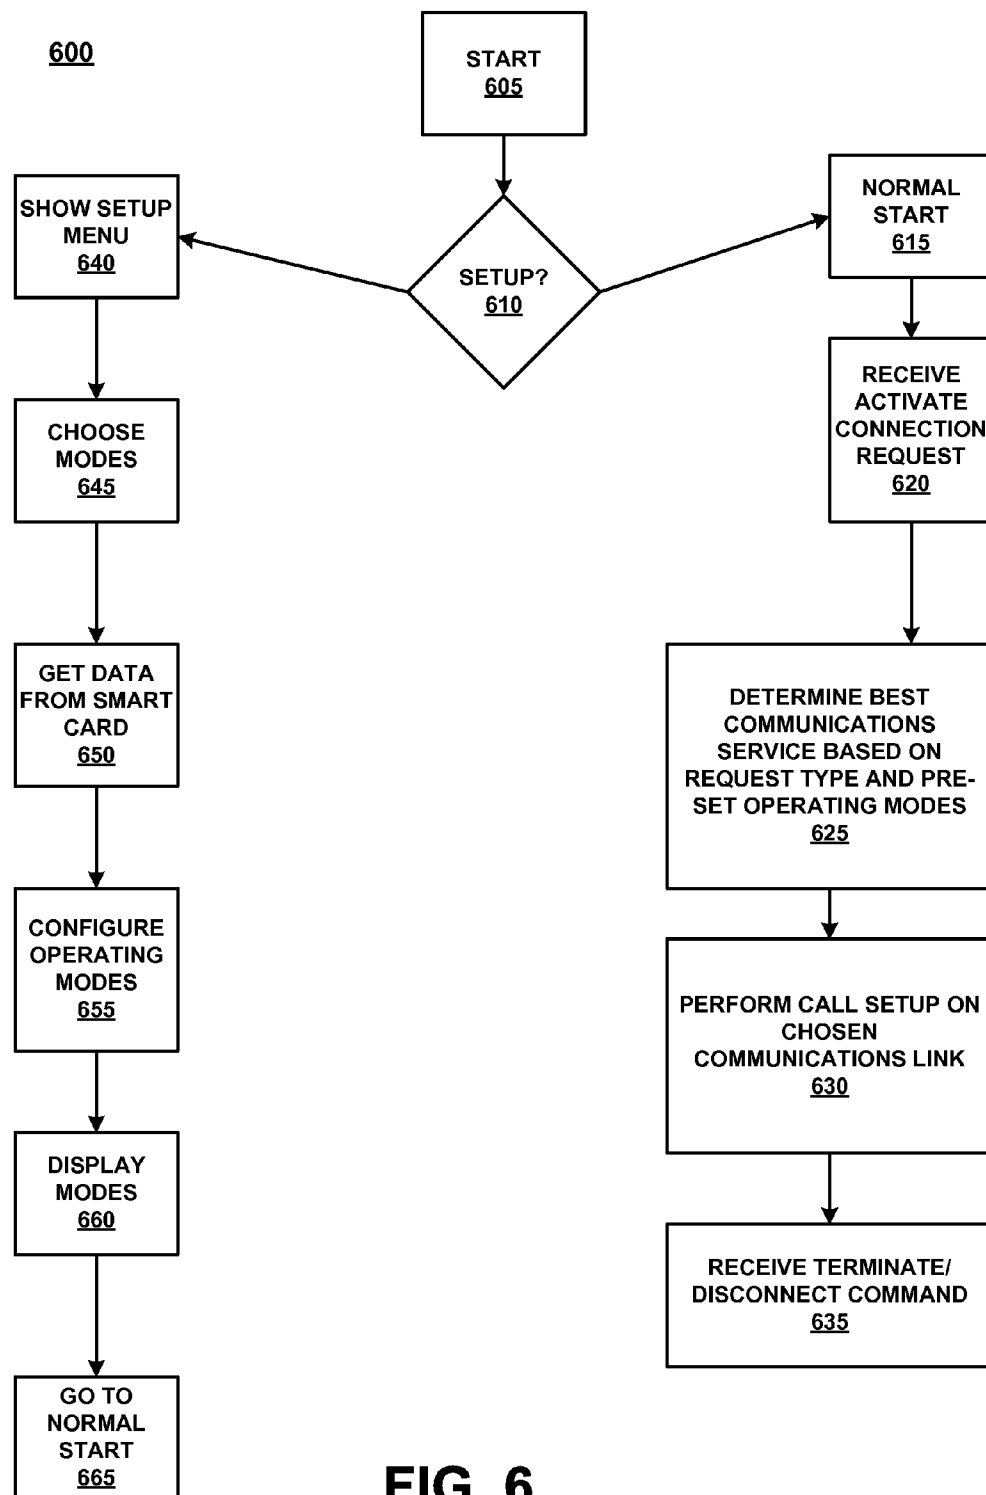 600
START
605
SETUP?
610
SHOW SETUP
MENU
640
CHOOSE
MODES
645
GET DATA
FROM SMART
CARD
650
CONFIGURE
OPERATING
MODES
655
DISPLAY
MODES
660
GO TO
NORMAL
START
665
NORMAL
START
615
RECEIVE
ACTIVATE
CONNECTION
REQUEST
620
DETERMINE BEST
COMMUNICATIONS
SERVICE BASED ON
REQUEST TYPE AND PRE-
SET OPERATING MODES
625
PERFORM CALL SETUP ON
CHOSEN
COMMUNICATIONS LINK
630
RECEIVE TERMINATE/
DISCONNECT COMMAND
635
FIG. 6